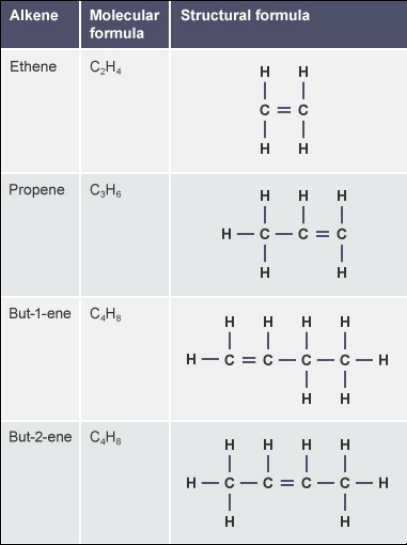 Alkene Molecular formula Structural formula
Ethene C₂H₄
H H
C = C
H H
Propene C₃H₆
H H H
H — C — C = C
H H
But-1-ene C₄H₈
H H H H
H — C = C — C — C — H
H H
But-2-ene C₄H₈
H H H H
H — C — C = C — C — H
H H